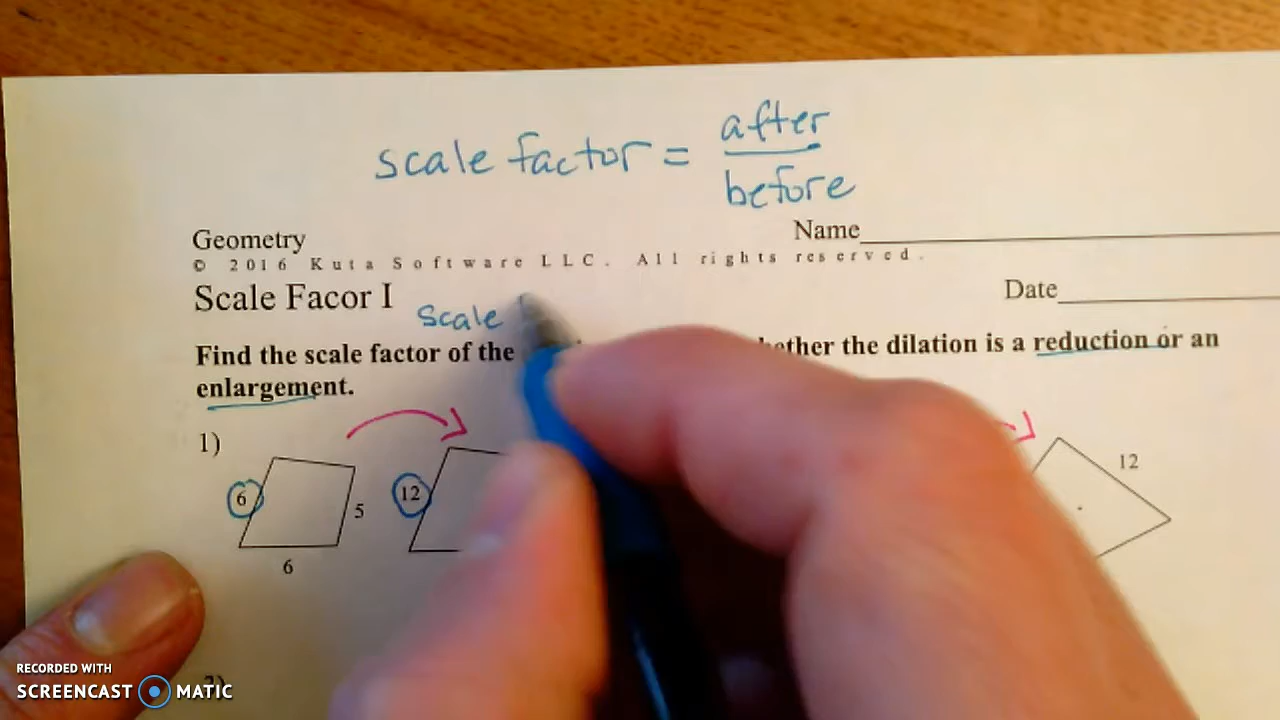 scale factor = after
before
Geometry
Name
© 2016 Kuta Software LLC. All rights reserved.
Scale Facor I
Date
Scale
Find the scale factor of the the dilation is a reduction or an
enlargement.
1)
6
5
6
12
12
RECORDED WITH
SCREENCAST MATIC